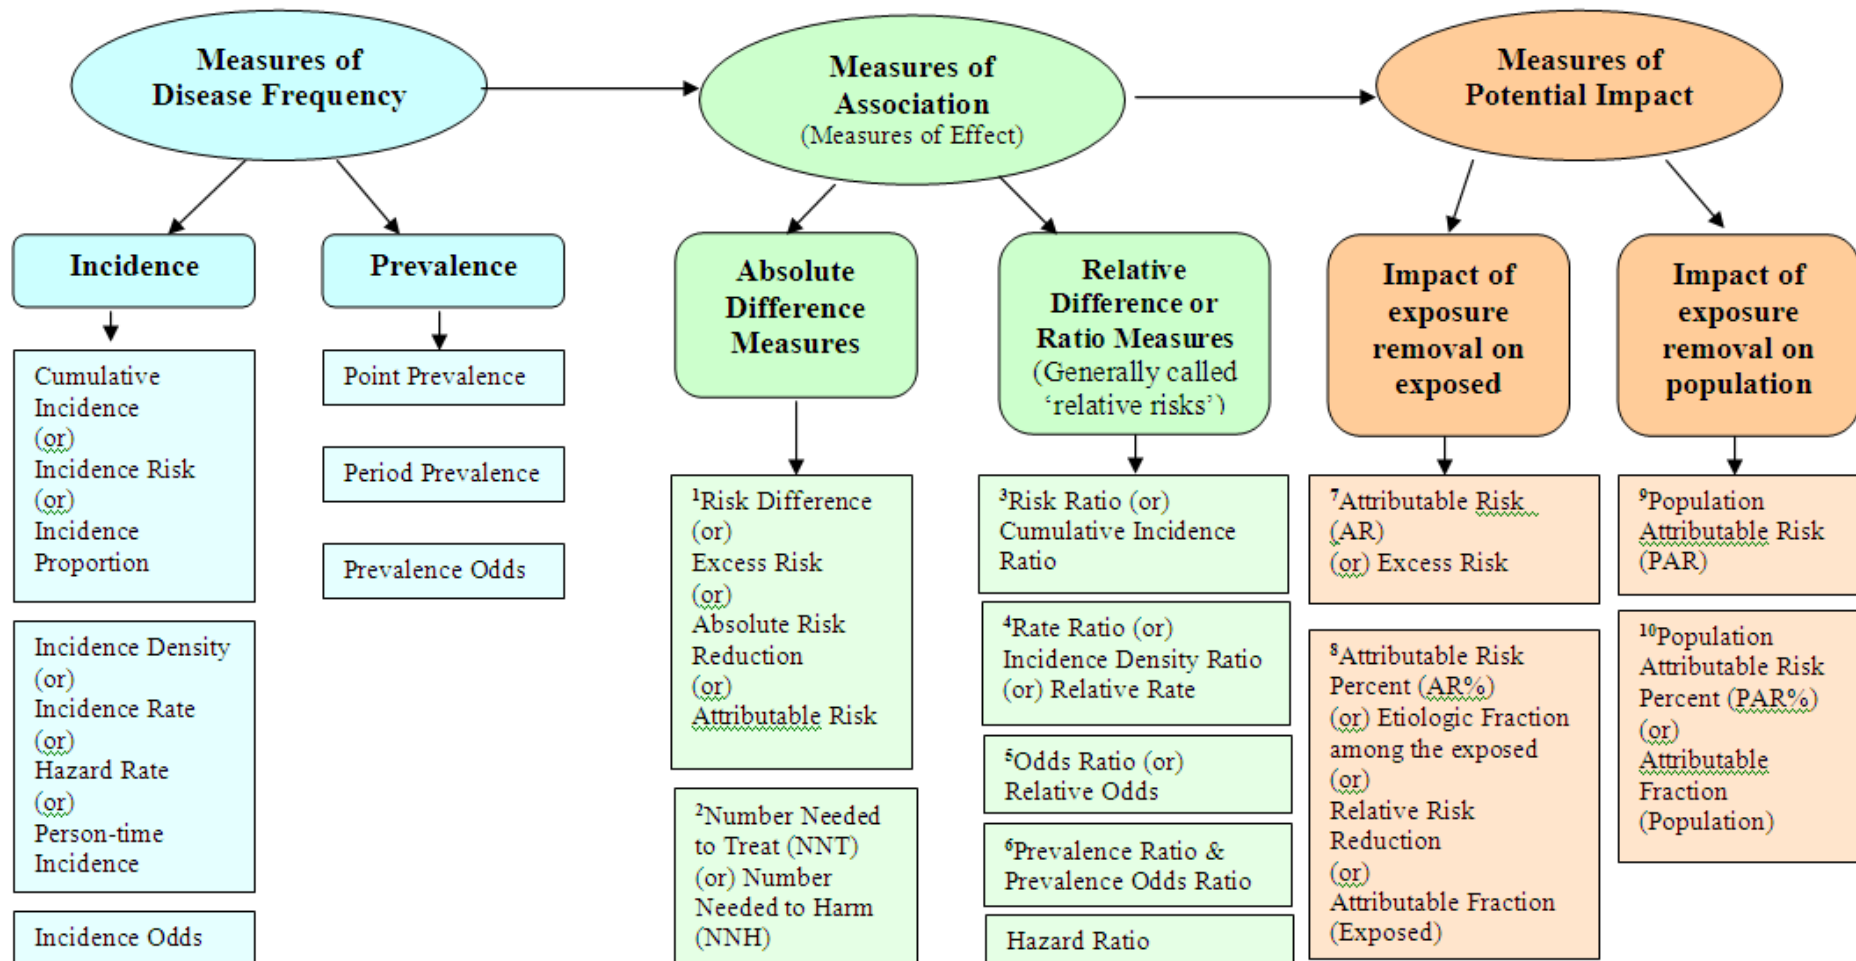 Measures of
Disease Frequency
Measures of
Association
(Measures of Effect)
Measures of
Potential Impact
Incidence
Prevalence
Absolute
Difference
Measures
Relative
Difference or
Ratio Measures
(Generally called
‘relative risks’)
Impact of
exposure
removal on
exposed
Impact of
exposure
removal on
population
Cumulative
Incidence
(or)
Incidence Risk
(or)
Incidence
Proportion
Incidence Density
(or)
Incidence Rate
(or)
Hazard Rate
(or)
Person-time
Incidence
Incidence Odds
Point Prevalence
Period Prevalence
Prevalence Odds
¹Risk Difference
(or)
Excess Risk
(or)
Absolute Risk
Reduction
(or)
Attributable Risk
²Number Needed
to Treat (NNT)
(or) Number
Needed to Harm
(NNH)
³Risk Ratio (or)
Cumulative Incidence
Ratio
⁴Rate Ratio (or)
Incidence Density Ratio
(or) Relative Rate
⁵Odds Ratio (or)
Relative Odds
⁶Prevalence Ratio &
Prevalence Odds Ratio
Hazard Ratio
⁷Attributable Risk
(AR)
(or) Excess Risk
⁸Attributable Risk
Percent (AR%)
(or) Etiologic Fraction
among the exposed
(or)
Relative Risk
Reduction
(or)
Attributable Fraction
(Exposed)
⁹Population
Attributable Risk
(PAR)
¹⁰Population
Attributable Risk
Percent (PAR%)
(or)
Attributable
Fraction
(Population)